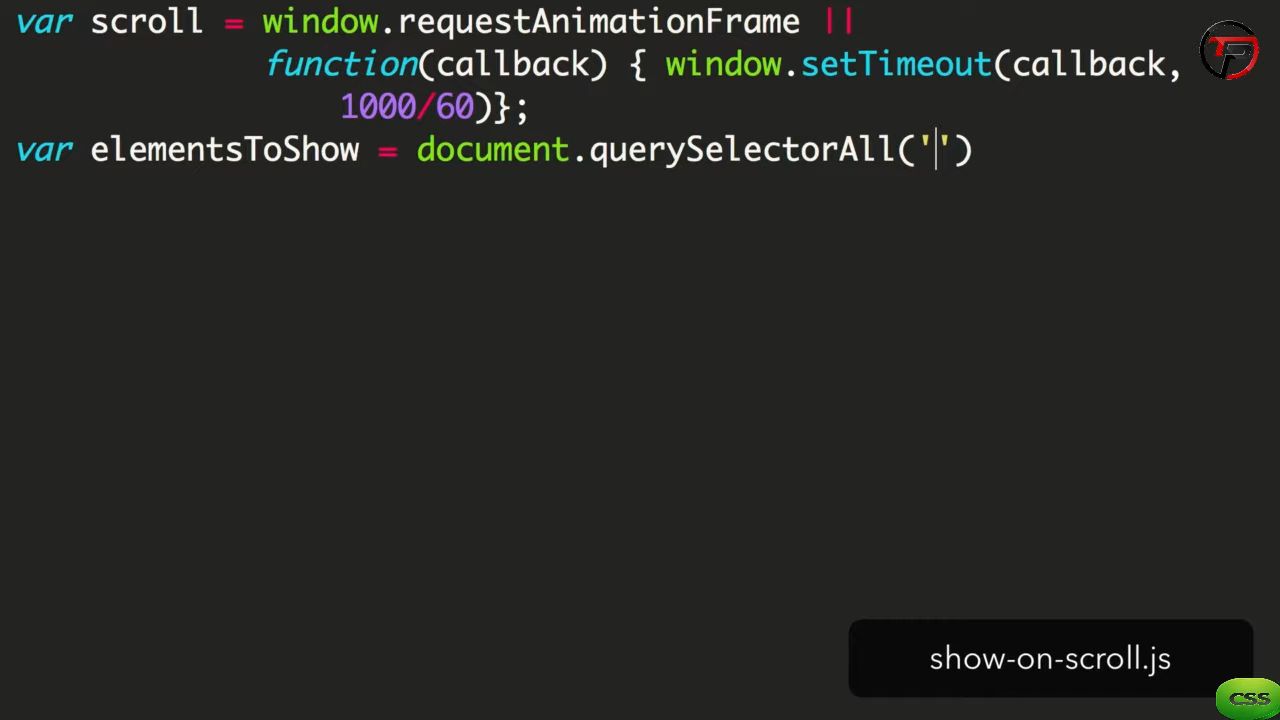 var scroll = window.requestAnimationFrame ||
function(callback) { window.setTimeout(callback,
1000/60)};
var elementsToShow = document.querySelectorAll('')
show-on-scroll.js
CSS